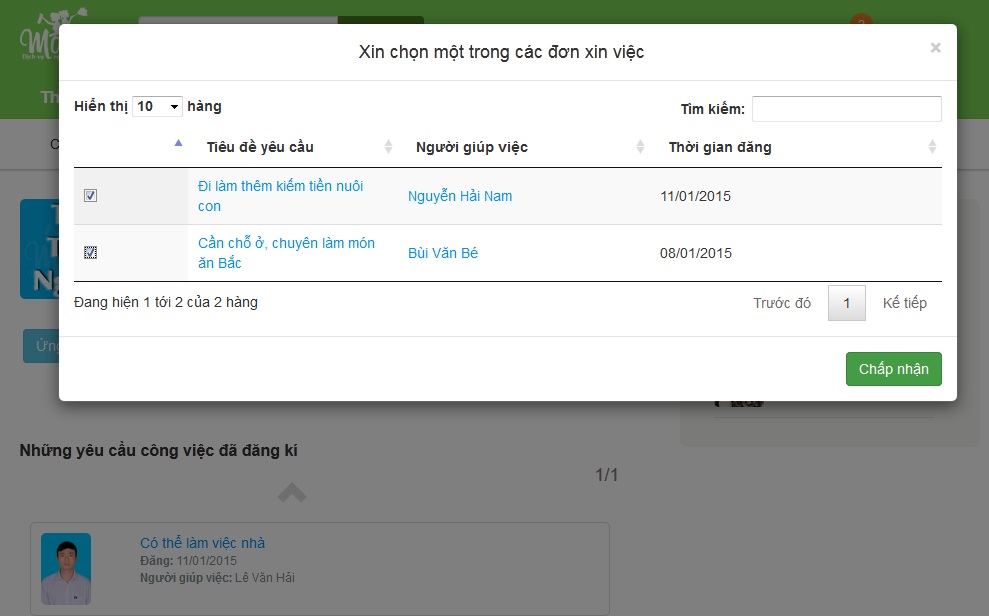 Xin chọn một trong các đơn xin việc
×
Hiển thị 10 hàng
Tìm kiếm:
Tiêu đề yêu cầu Người giúp việc Thời gian đăng
Đi làm thêm kiếm tiền nuôi
con
Nguyễn Hải Nam 11/01/2015
Cần chỗ ở, chuyên làm món
ăn Bắc
Bùi Văn Bé 08/01/2015
Đang hiện 1 tới 2 của 2 hàng
Trước đó 1 Kế tiếp
Chấp nhận
Những yêu cầu công việc đã đăng kí
1/1
Có thể làm việc nhà
Đăng: 11/01/2015
Người giúp việc: Lê Văn Hải